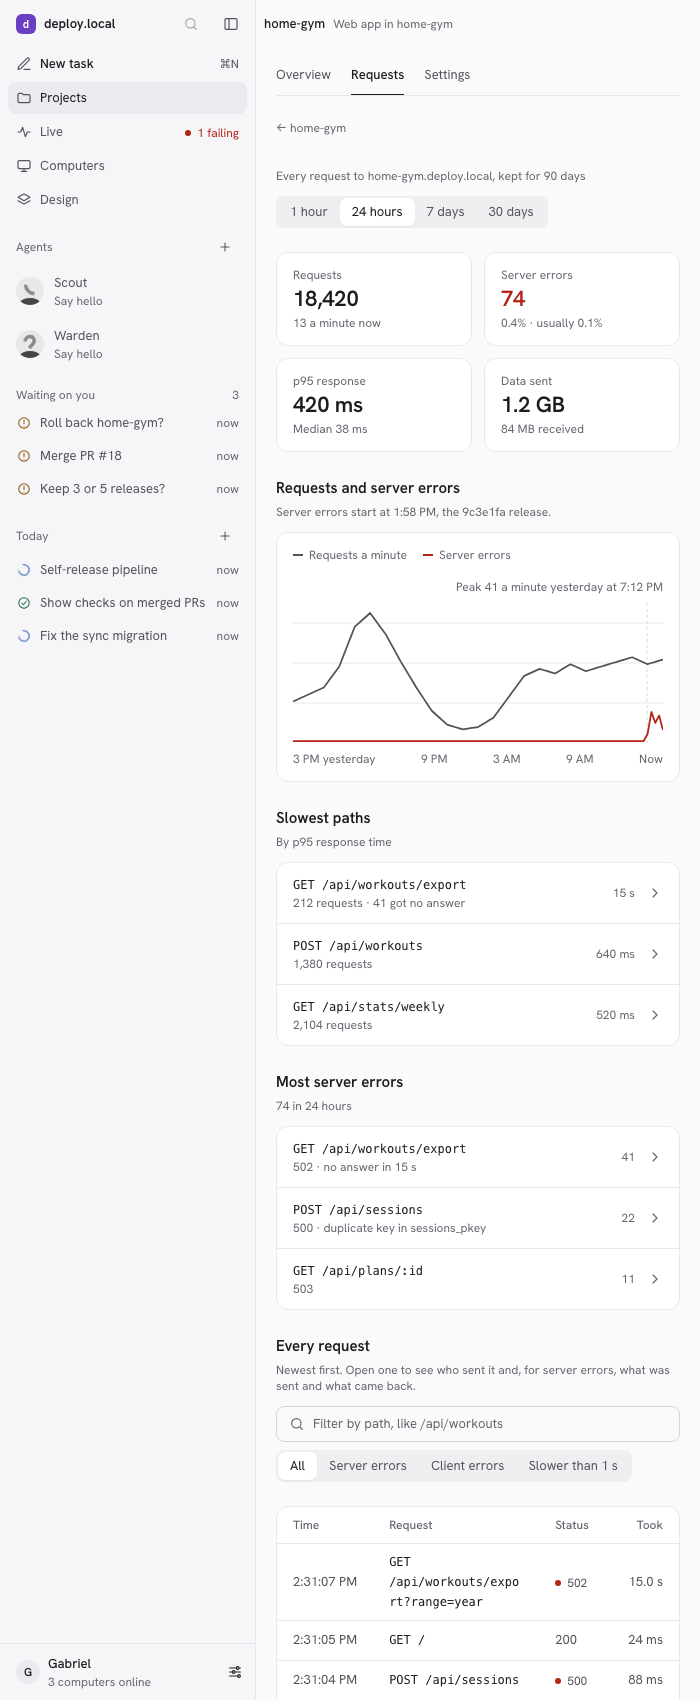 d deploy.local
New task ⌘N
Projects
Live 1 failing
Computers
Design
Agents
Scout
Say hello
Warden
Say hello
Waiting on you 3
Roll back home-gym? now
Merge PR #18 now
Keep 3 or 5 releases? now
Today
Self-release pipeline now
Show checks on merged PRs now
Fix the sync migration now
G Gabriel
3 computers online
home-gym Web app in home-gym
Overview Requests Settings
← home-gym
Every request to home-gym.deploy.local, kept for 90 days
1 hour 24 hours 7 days 30 days
Requests
18,420
13 a minute now
Server errors
74
0.4% · usually 0.1%
p95 response
420 ms
Median 38 ms
Data sent
1.2 GB
84 MB received
Requests and server errors
Server errors start at 1:58 PM, the 9c3e1fa release.
Requests a minute Server errors
Peak 41 a minute yesterday at 7:12 PM
3 PM yesterday 9 PM 3 AM 9 AM Now
Slowest paths
By p95 response time
GET /api/workouts/export 15 s
212 requests · 41 got no answer
POST /api/workouts 640 ms
1,380 requests
GET /api/stats/weekly 520 ms
2,104 requests
Most server errors
74 in 24 hours
GET /api/workouts/export 41
502 · no answer in 15 s
POST /api/sessions 22
500 · duplicate key in sessions_pkey
GET /api/plans/:id 11
503
Every request
Newest first. Open one to see who sent it and, for server errors, what was
sent and what came back.
Filter by path, like /api/workouts
All Server errors Client errors Slower than 1 s
Time Request Status Took
2:31:07 PM GET
/api/workouts/expo 502 15.0 s
rt?range=year
2:31:05 PM GET / 200 24 ms
2:31:04 PM POST /api/sessions 500 88 ms